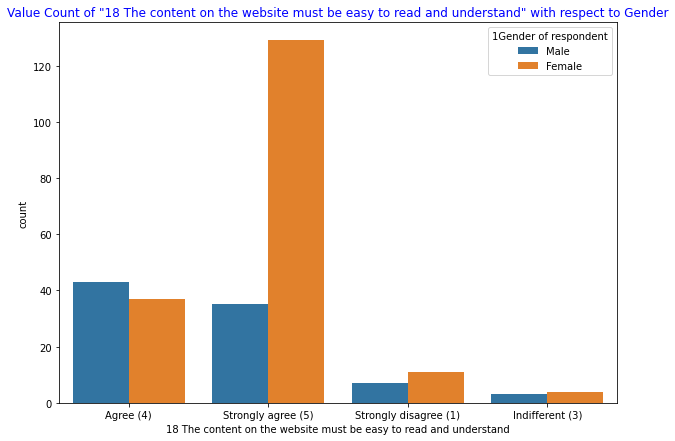 Value Count of "18 The content on the website must be easy to read and understand" with respect to Gender
1Gender of respondent
Male
Female
120
100
80
60
40
20
0
count
Agree (4)
Strongly agree (5)
Strongly disagree (1)
Indifferent (3)
18 The content on the website must be easy to read and understand